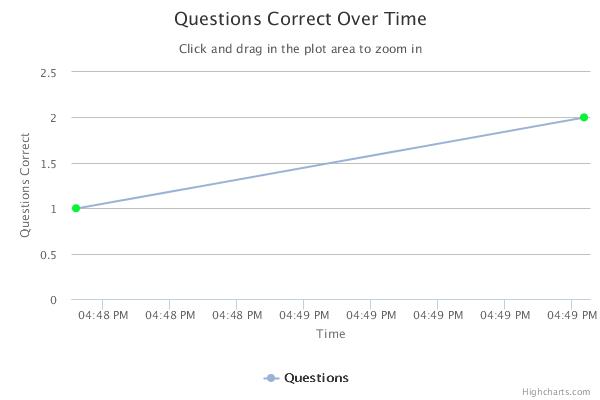 Questions Correct Over Time
Click and drag in the plot area to zoom in
Questions Correct
2.5
2
1.5
1
0.5
0
04:48 PM 04:48 PM 04:48 PM 04:49 PM 04:49 PM 04:49 PM 04:49 PM 04:49 PM
Time
Questions
Highcharts.com